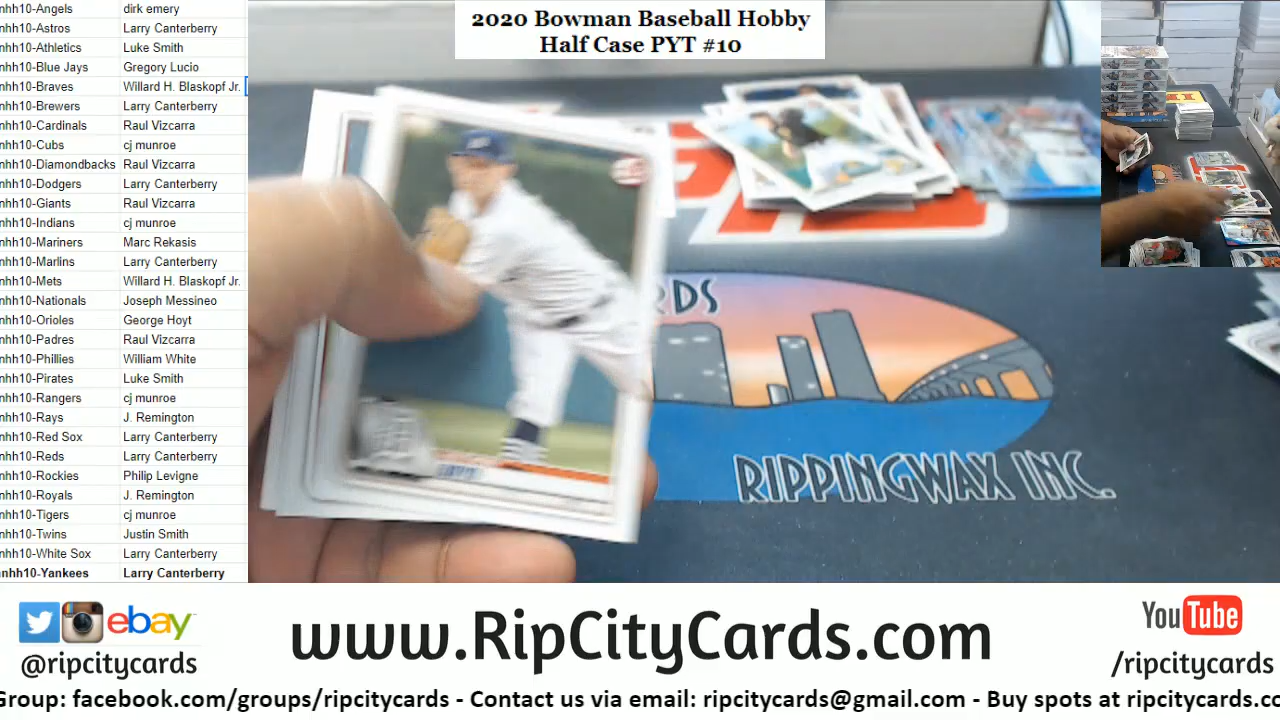 2020 Bowman Baseball Hobby
Half Case PYT #10
nhh10-Angels dirk emery
nhh10-Astros Larry Canterberry
nhh10-Athletics Luke Smith
nhh10-Blue Jays Gregory Lucio
nhh10-Braves Willard H. Blaskopf Jr.
nhh10-Brewers Larry Canterberry
nhh10-Cardinals Raul Vizcarra
nhh10-Cubs cj munroe
nhh10-Diamondbacks Raul Vizcarra
nhh10-Dodgers Larry Canterberry
nhh10-Giants Raul Vizcarra
nhh10-Indians cj munroe
nhh10-Mariners Marc Rekasis
nhh10-Marlins Larry Canterberry
nhh10-Mets Willard H. Blaskopf Jr.
nhh10-Nationals Joseph Messineo
nhh10-Orioles George Hoyt
nhh10-Padres Raul Vizcarra
nhh10-Phillies William White
nhh10-Pirates Luke Smith
nhh10-Rangers cj munroe
nhh10-Rays J. Remington
nhh10-Red Sox Larry Canterberry
nhh10-Reds Larry Canterberry
nhh10-Rockies Philip Levigne
nhh10-Royals J. Remington
nhh10-Tigers cj munroe
nhh10-Twins Justin Smith
nhh10-White Sox Larry Canterberry
nhh10-Yankees Larry Canterberry
RDS
RIPPINGWAX INC.
ebay
@ripcitycards
www.RipCityCards.com
YouTube
/ripcitycards
Group: facebook.com/groups/ripcitycards - Contact us via email: ripcitycards@gmail.com - Buy spots at ripcitycards.co